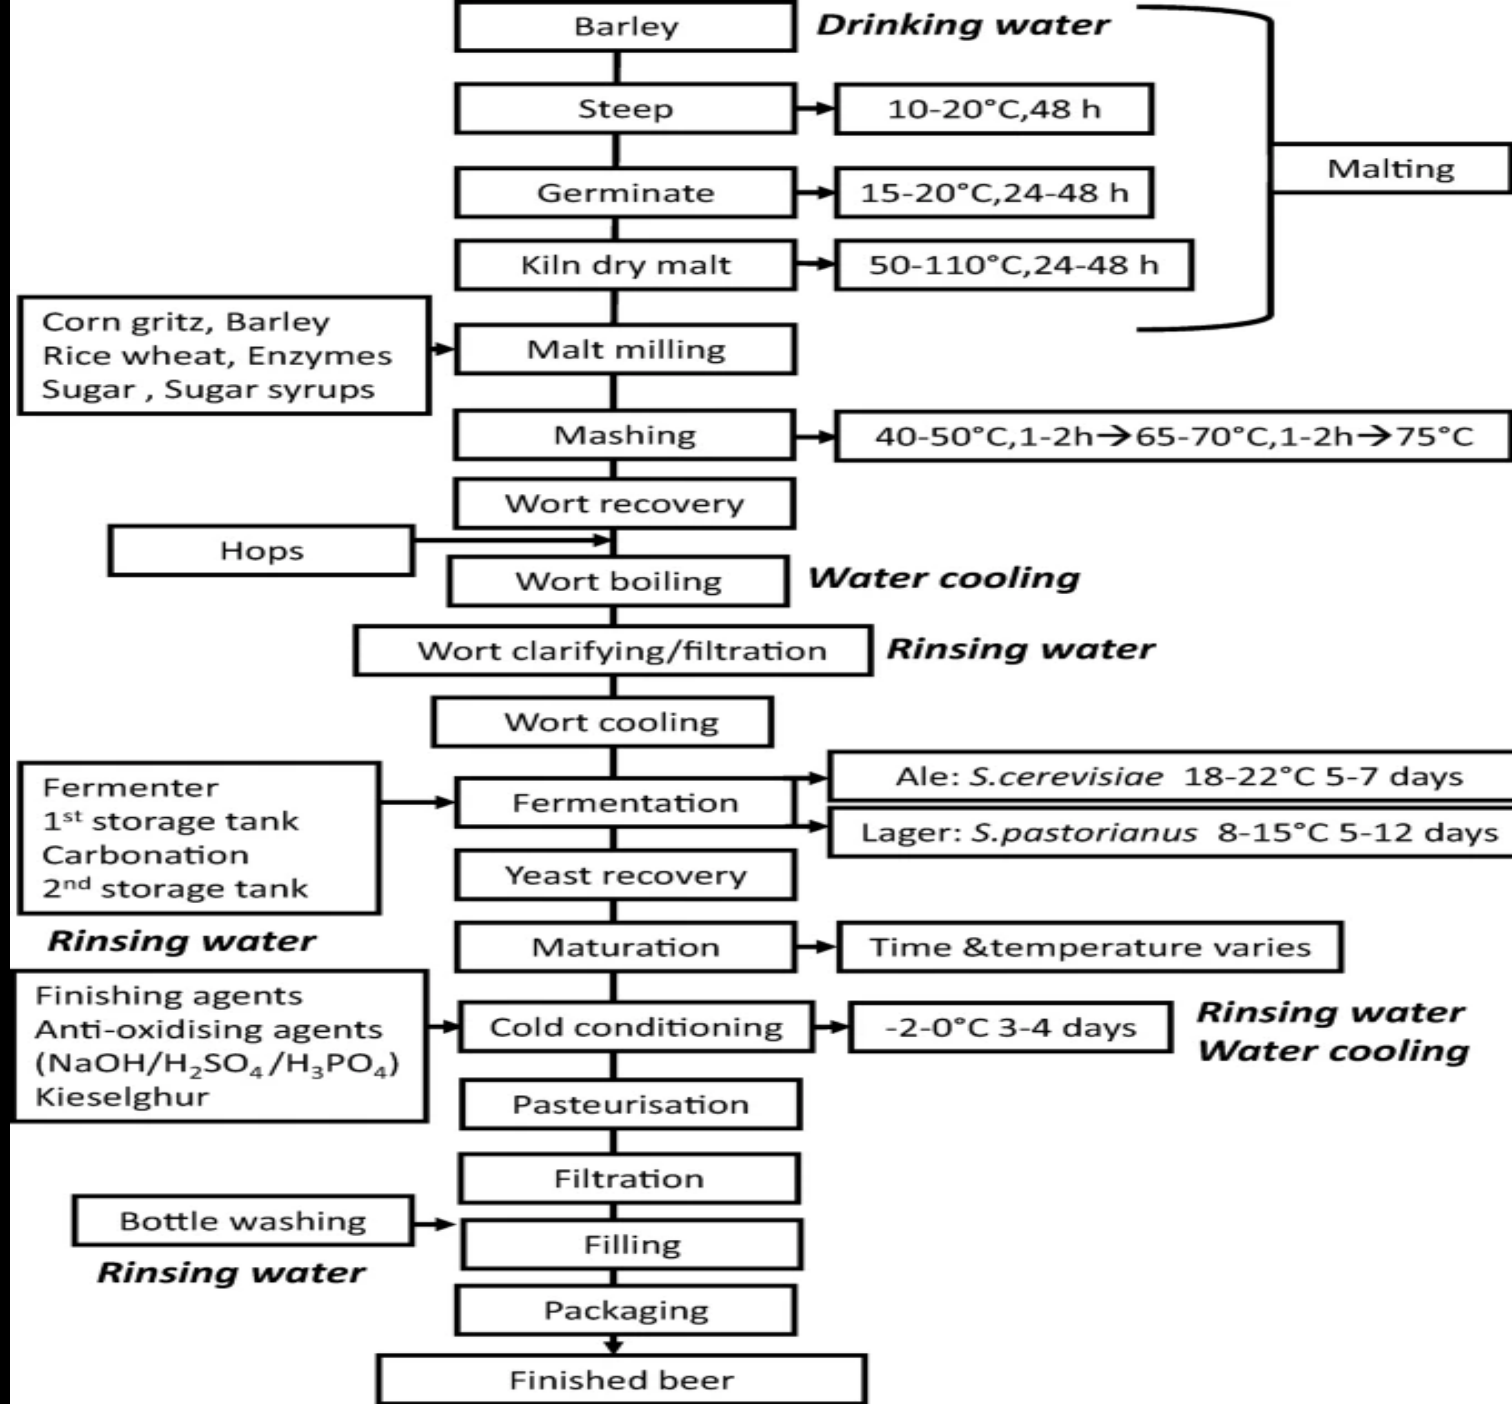 Barley
Drinking water
Steep
10-20°C,48 h
Malting
Germinate
15-20°C,24-48 h
Kiln dry malt
50-110°C,24-48 h
Corn gritz, Barley
Rice wheat, Enzymes
Sugar , Sugar syrups
Malt milling
Mashing
40-50°C,1-2h→65-70°C,1-2h→75°C
Wort recovery
Hops
Wort boiling
Water cooling
Wort clarifying/filtration
Rinsing water
Wort cooling
Fermenter
1st storage tank
Carbonation
2nd storage tank
Rinsing water
Fermentation
Ale: S.cerevisiae 18-22°C 5-7 days
Lager: S.pastorianus 8-15°C 5-12 days
Yeast recovery
Maturation
Time &temperature varies
Finishing agents
Anti-oxidising agents
(NaOH/H₂SO₄/H₃PO₄)
Kieselghur
Cold conditioning
-2-0°C 3-4 days
Rinsing water
Water cooling
Pasteurisation
Filtration
Bottle washing
Rinsing water
Filling
Packaging
Finished beer